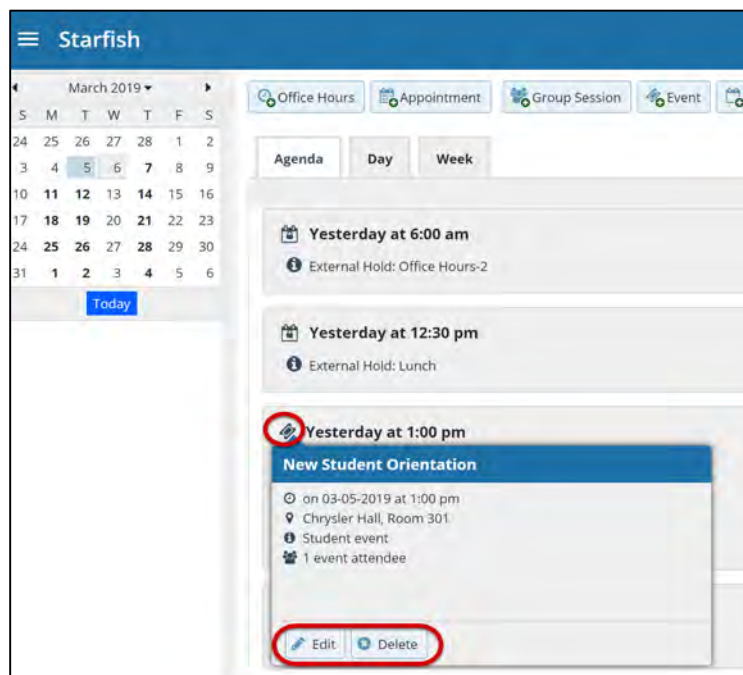 Starfish
March 2019
S M T W T F S
24 25 26 27 28 1 2
3 4 5 6 7 8 9
10 11 12 13 14 15 16
17 18 19 20 21 22 23
24 25 26 27 28 29 30
31 1 2 3 4 5 6
Today
Office Hours Appointment Group Session Event
Agenda Day Week
Yesterday at 6:00 am
External Hold: Office Hours-2
Yesterday at 12:30 pm
External Hold: Lunch
Yesterday at 1:00 pm
New Student Orientation
on 03-05-2019 at 1:00 pm
Chrysler Hall, Room 301
Student event
1 event attendee
Edit Delete